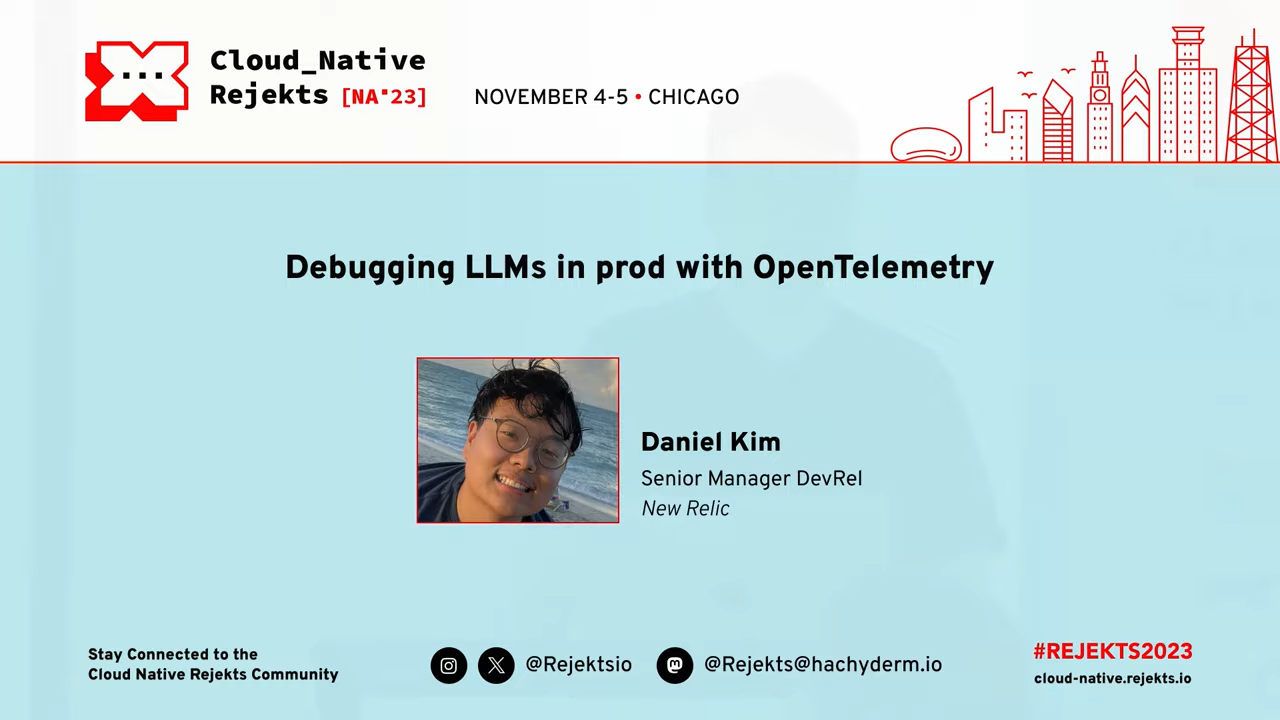 Cloud_Native
Rejekts [NA'23]
NOVEMBER 4-5 • CHICAGO
Debugging LLMs in prod with OpenTelemetry
Daniel Kim
Senior Manager DevRel
New Relic
Stay Connected to the
Cloud Native Rejekts Community
@Rejektsio
@Rejekts@hachyderm.io
#REJEKTS2023
cloud-native.rejekts.io